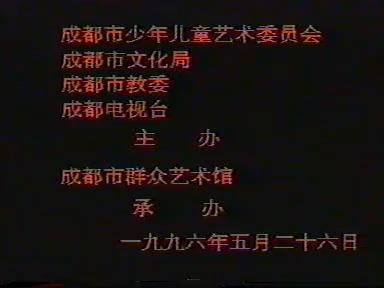 成都市少年儿童艺术委员会
成都市文化局
成都市教委
成都电视台
主 办
成都市群众艺术馆
承 办
一九九六年五月二十六日